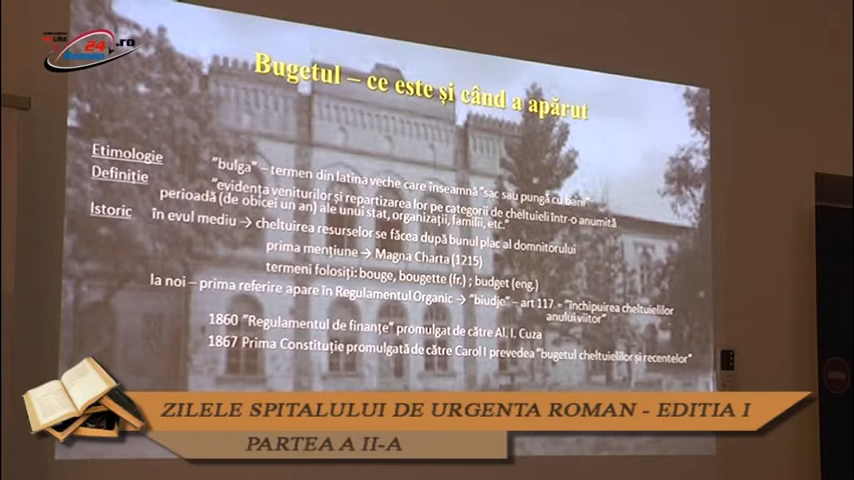 24.ro
Bugetul – ce este și când a apărut
Etimologie "bulga" – termen din latina veche care însemna "sac sau pungă cu bani"
Definiție "evidența veniturilor și repartizarea lor pe categorii de cheltuieli într-o anumită
perioadă (de obicei un an) ale unui stat, organizații, familii, etc."
Istoric în evul mediu → cheltuirea resurselor se făcea după bunul plac al domnitorului
prima mențiune → Magna Charta (1215)
termeni folosiți: bouge, bougette (fr.) ; budget (eng.)
la noi – prima referire apare în Regulamentul Organic → "biudje" – art 117 = "închipuirea cheltuielilor
anului viitor"
1860 "Regulamentul de finanțe" promulgat de către Al. I. Cuza
1867 Prima Constituție promulgată de către Carol I prevedea "bugetul cheltuielilor și recentelor"
ZILELE SPITALULUI DE URGENTA ROMAN - EDITIA I
PARTEA A II-A